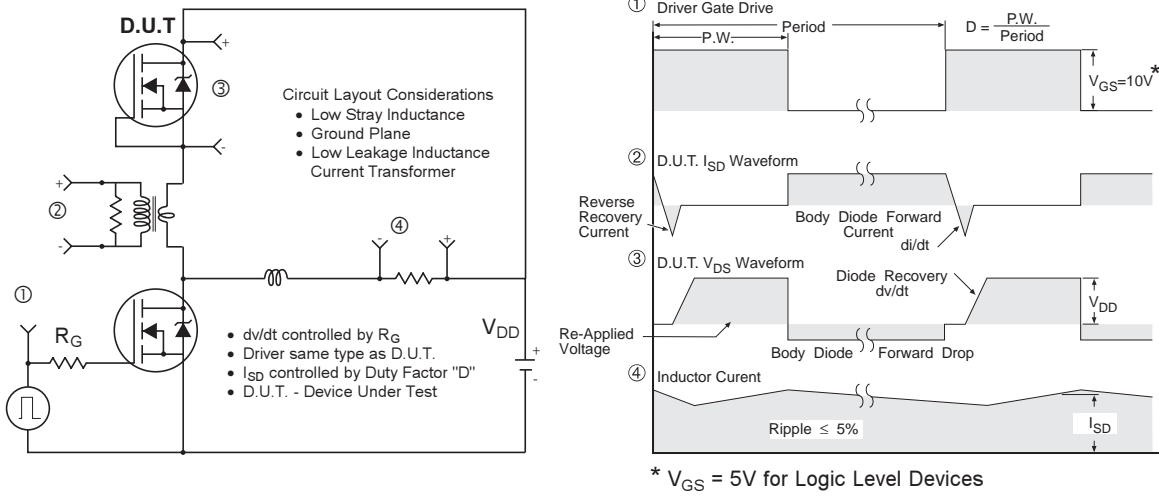 D.U.T
+
③
-
Circuit Layout Considerations
• Low Stray Inductance
• Ground Plane
• Low Leakage Inductance
Current Transformer
+
②
-
④
- +
①
RG
VDD
+
-
• dv/dt controlled by RG
• Driver same type as D.U.T.
• ISD controlled by Duty Factor "D"
• D.U.T. - Device Under Test
① Driver Gate Drive
Period
P.W.
D = P.W.
Period
VGS=10V *
② D.U.T. ISD Waveform
Reverse
Recovery
Current
Body Diode Forward
Current
di/dt
③ D.U.T. VDS Waveform
Diode Recovery
dv/dt
VDD
Re-Applied
Voltage
Body Diode Forward Drop
④ Inductor Curent
Ripple ≤ 5%
ISD
* VGS = 5V for Logic Level Devices